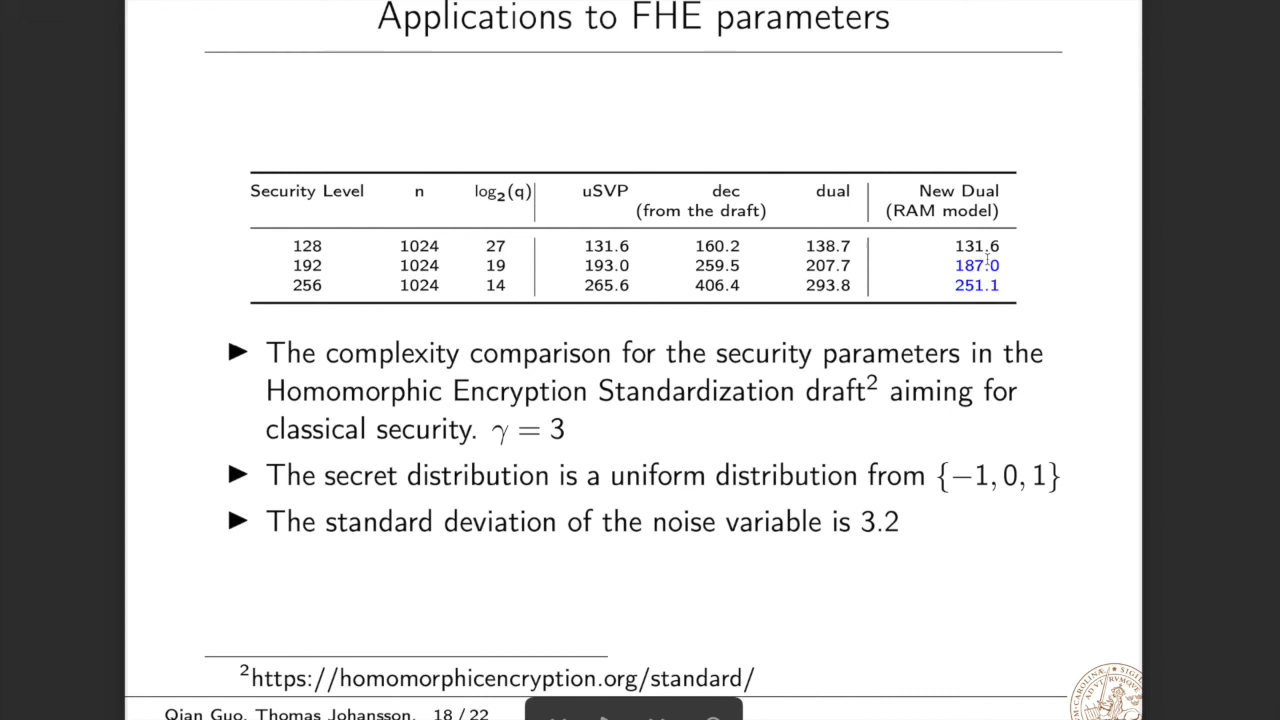 Applications to FHE parameters
Security Level n log₂(q) uSVP dec dual New Dual
(from the draft) (RAM model)
128 1024 27 131.6 160.2 138.7 131.6
192 1024 19 193.0 259.5 207.7 187.0
256 1024 14 265.6 406.4 293.8 251.1
▶ The complexity comparison for the security parameters in the
Homomorphic Encryption Standardization draft² aiming for
classical security. γ = 3
▶ The secret distribution is a uniform distribution from {−1, 0, 1}
▶ The standard deviation of the noise variable is 3.2
²https://homomorphicencryption.org/standard/
Qian Guo, Thomas Johansson, 18 / 22